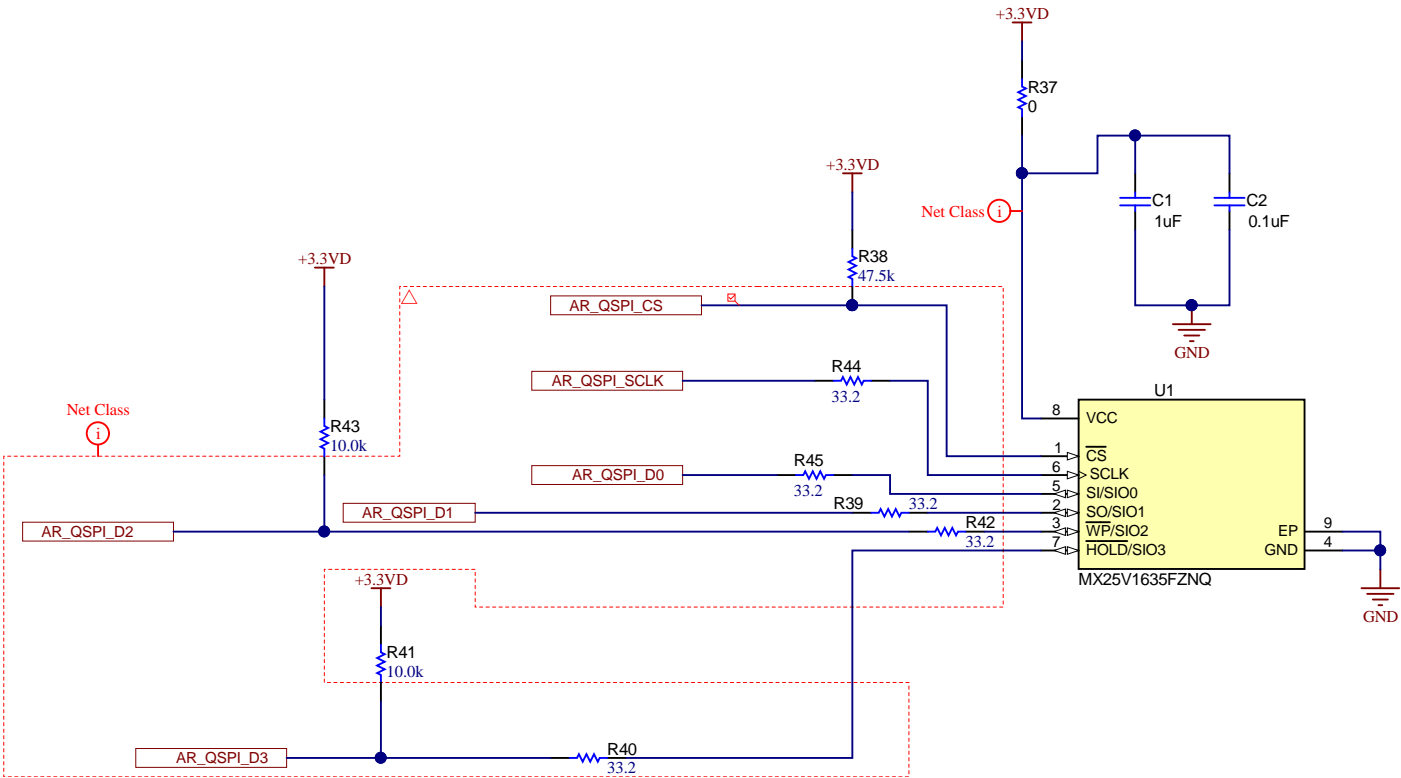 +3.3VD
R37
0
+3.3VD
C1
1uF
C2
0.1uF
Net Class
i
+3.3VD
R38
47.5k
AR_QSPI_CS
R44
AR_QSPI_SCLK
33.2
U1
Net Class
i
R43
10.0k
8
VCC
1
CS
6
SCLK
5
SI/SIO0
2
SO/SIO1
3
WP/SIO2
7
HOLD/SIO3
EP
9
GND
4
MX25V1635FZNQ
GND
GND
R45
AR_QSPI_D0
33.2
R39
33.2
AR_QSPI_D1
R42
33.2
AR_QSPI_D2
+3.3VD
R41
10.0k
AR_QSPI_D3
R40
33.2